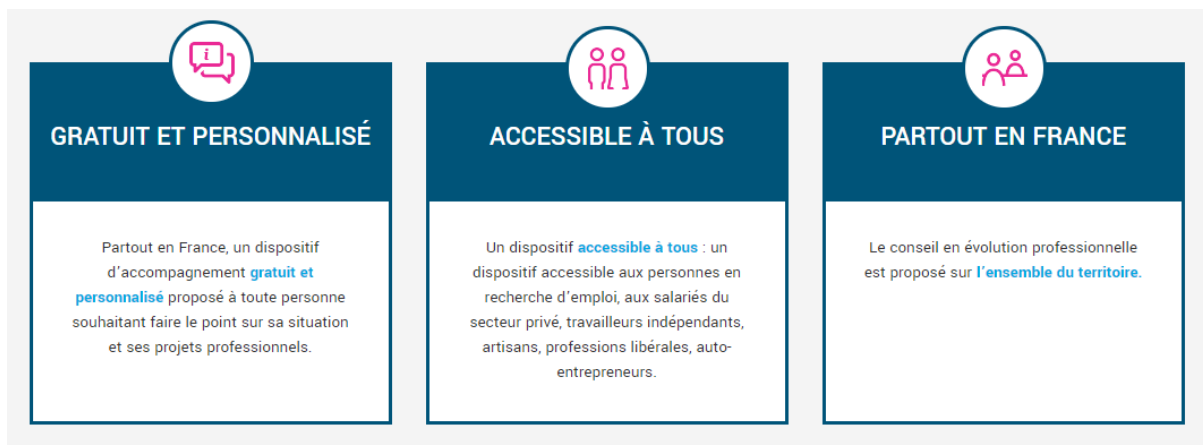 i
GRATUIT ET PERSONNALISÉ
Partout en France, un dispositif
d'accompagnement gratuit et
personnalisé proposé à toute personne
souhaitant faire le point sur sa situation
et ses projets professionnels.
ACCESSIBLE À TOUS
Un dispositif accessible à tous : un
dispositif accessible aux personnes en
recherche d'emploi, aux salariés du
secteur privé, travailleurs indépendants,
artisans, professions libérales, auto-
entrepreneurs.
PARTOUT EN FRANCE
Le conseil en évolution professionnelle
est proposé sur l'ensemble du territoire.